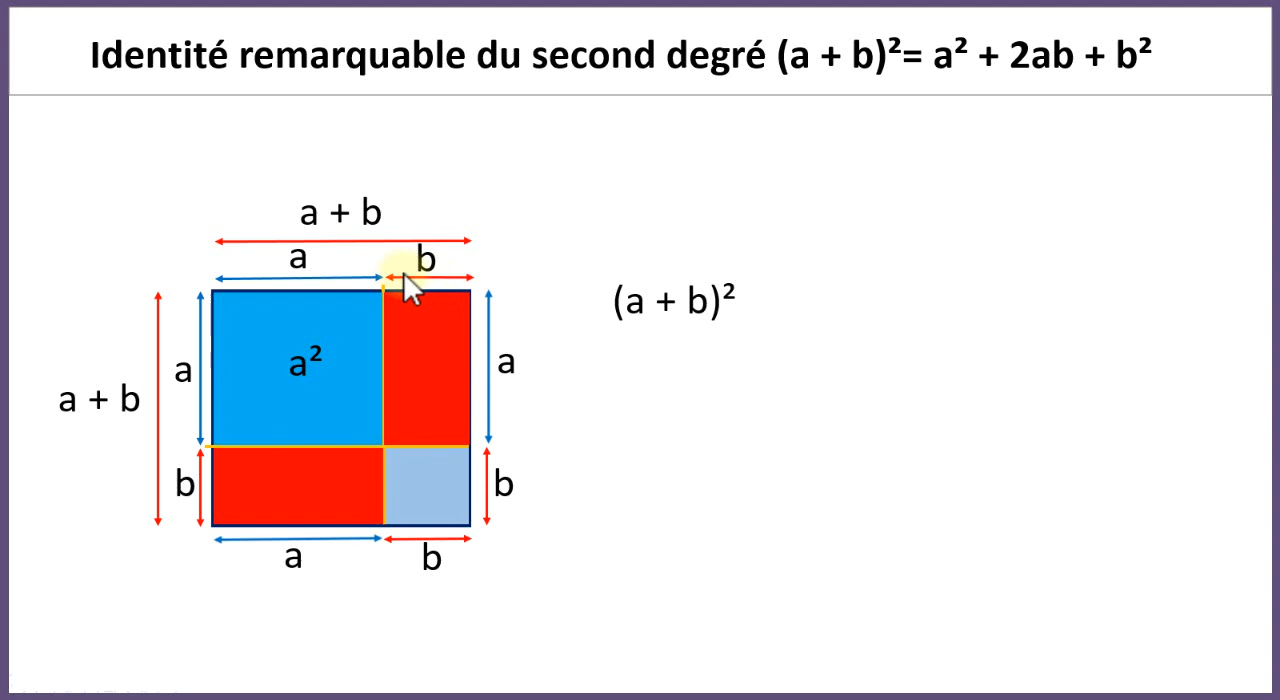 Identité remarquable du second degré (a + b)²= a² + 2ab + b²
a + b
a
b
(a + b)²
a²
a
a
a + b
b
b
a
b